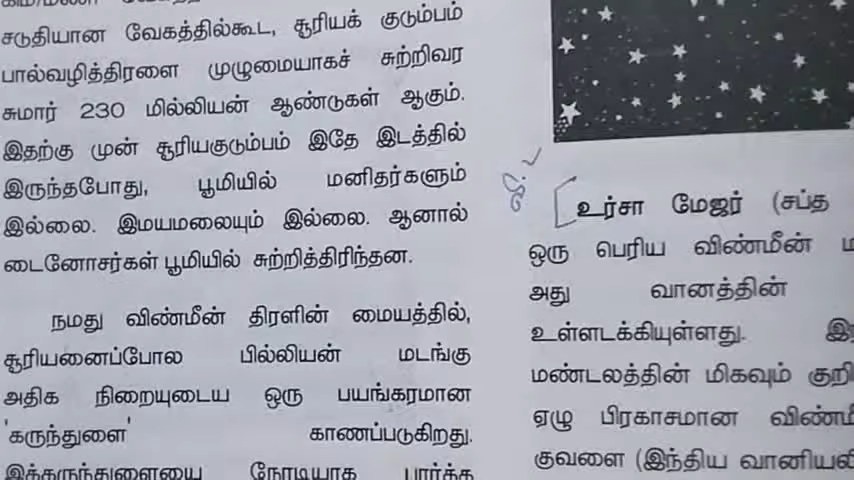 சடுதியான வேகத்தில்கூட, சூரியக் குடும்பம்
பால்வழித்திரளை முழுமையாகச் சுற்றிவர
சுமார் 230 மில்லியன் ஆண்டுகள் ஆகும்.
இதற்கு முன் சூரியகுடும்பம் இதே இடத்தில்
இருந்தபோது, பூமியில் மனிதர்களும்
இல்லை. இமயமலையும் இல்லை. ஆனால்
டைனோசர்கள் பூமியில் சுற்றித்திரிந்தன.
நமது விண்மீன் திரளின் மையத்தில்,
சூரியனைப்போல பில்லியன் மடங்கு
அதிக நிறையுடைய ஒரு பயங்கரமான
'கருந்துளை' காணப்படுகிறது.
இக்கருந்துளையை நேரடியாக பார்க்க
உர்சா மேஜர் (சப்த
ஒரு பெரிய விண்மீன்
அது வானத்தின்
உள்ளடக்கியுள்ளது.
மண்டலத்தின் மிகவும்
ஏழு பிரகாசமான
குவளை (இந்திய